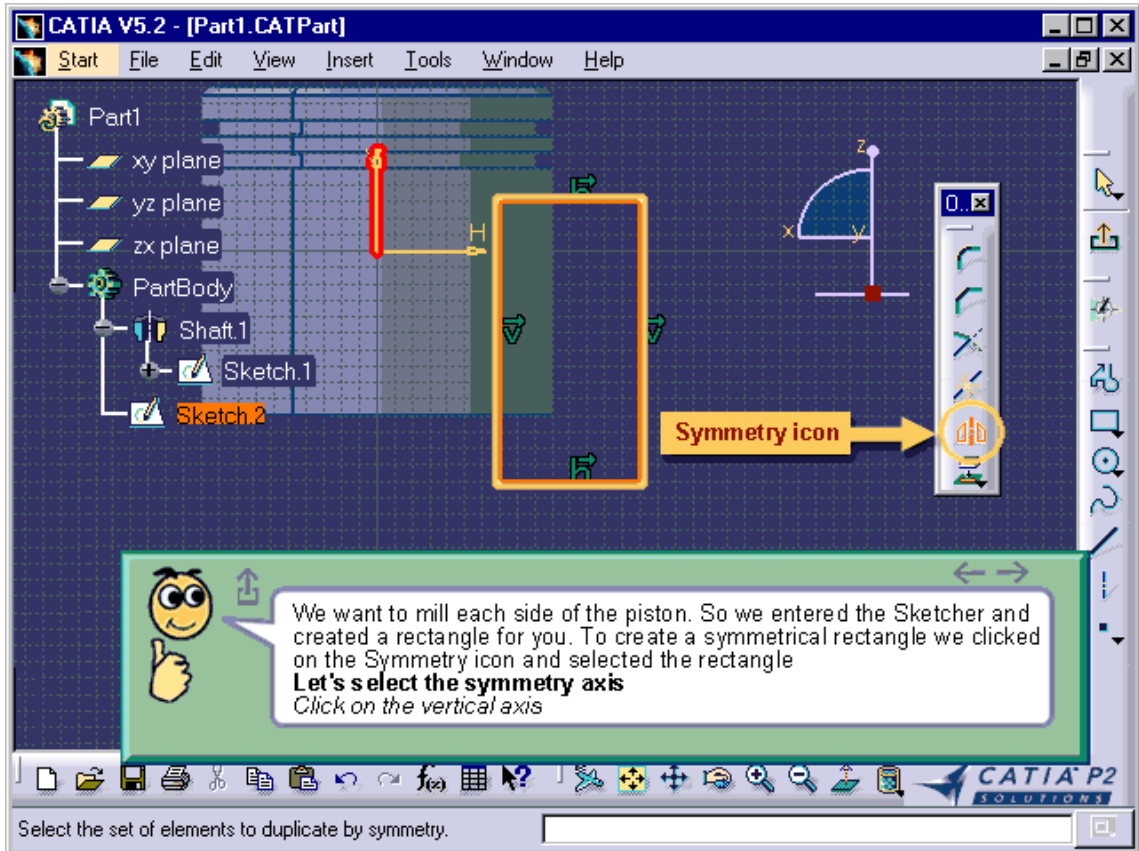 CATIA V5.2 - [Part1.CATPart]
Start File Edit View Insert Tools Window Help
Part1
xy plane
yz plane
zx plane
PartBody
Shaft.1
Sketch.1
Sketch.2
H
h
v
v
h
z
x
y
O..
Symmetry icon
We want to mill each side of the piston. So we entered the Sketcher and
created a rectangle for you. To create a symmetrical rectangle we clicked
on the Symmetry icon and selected the rectangle
Let's select the symmetry axis
Click on the vertical axis
f(x)
CATIA P2
SOLUTIONS
Select the set of elements to duplicate by symmetry.